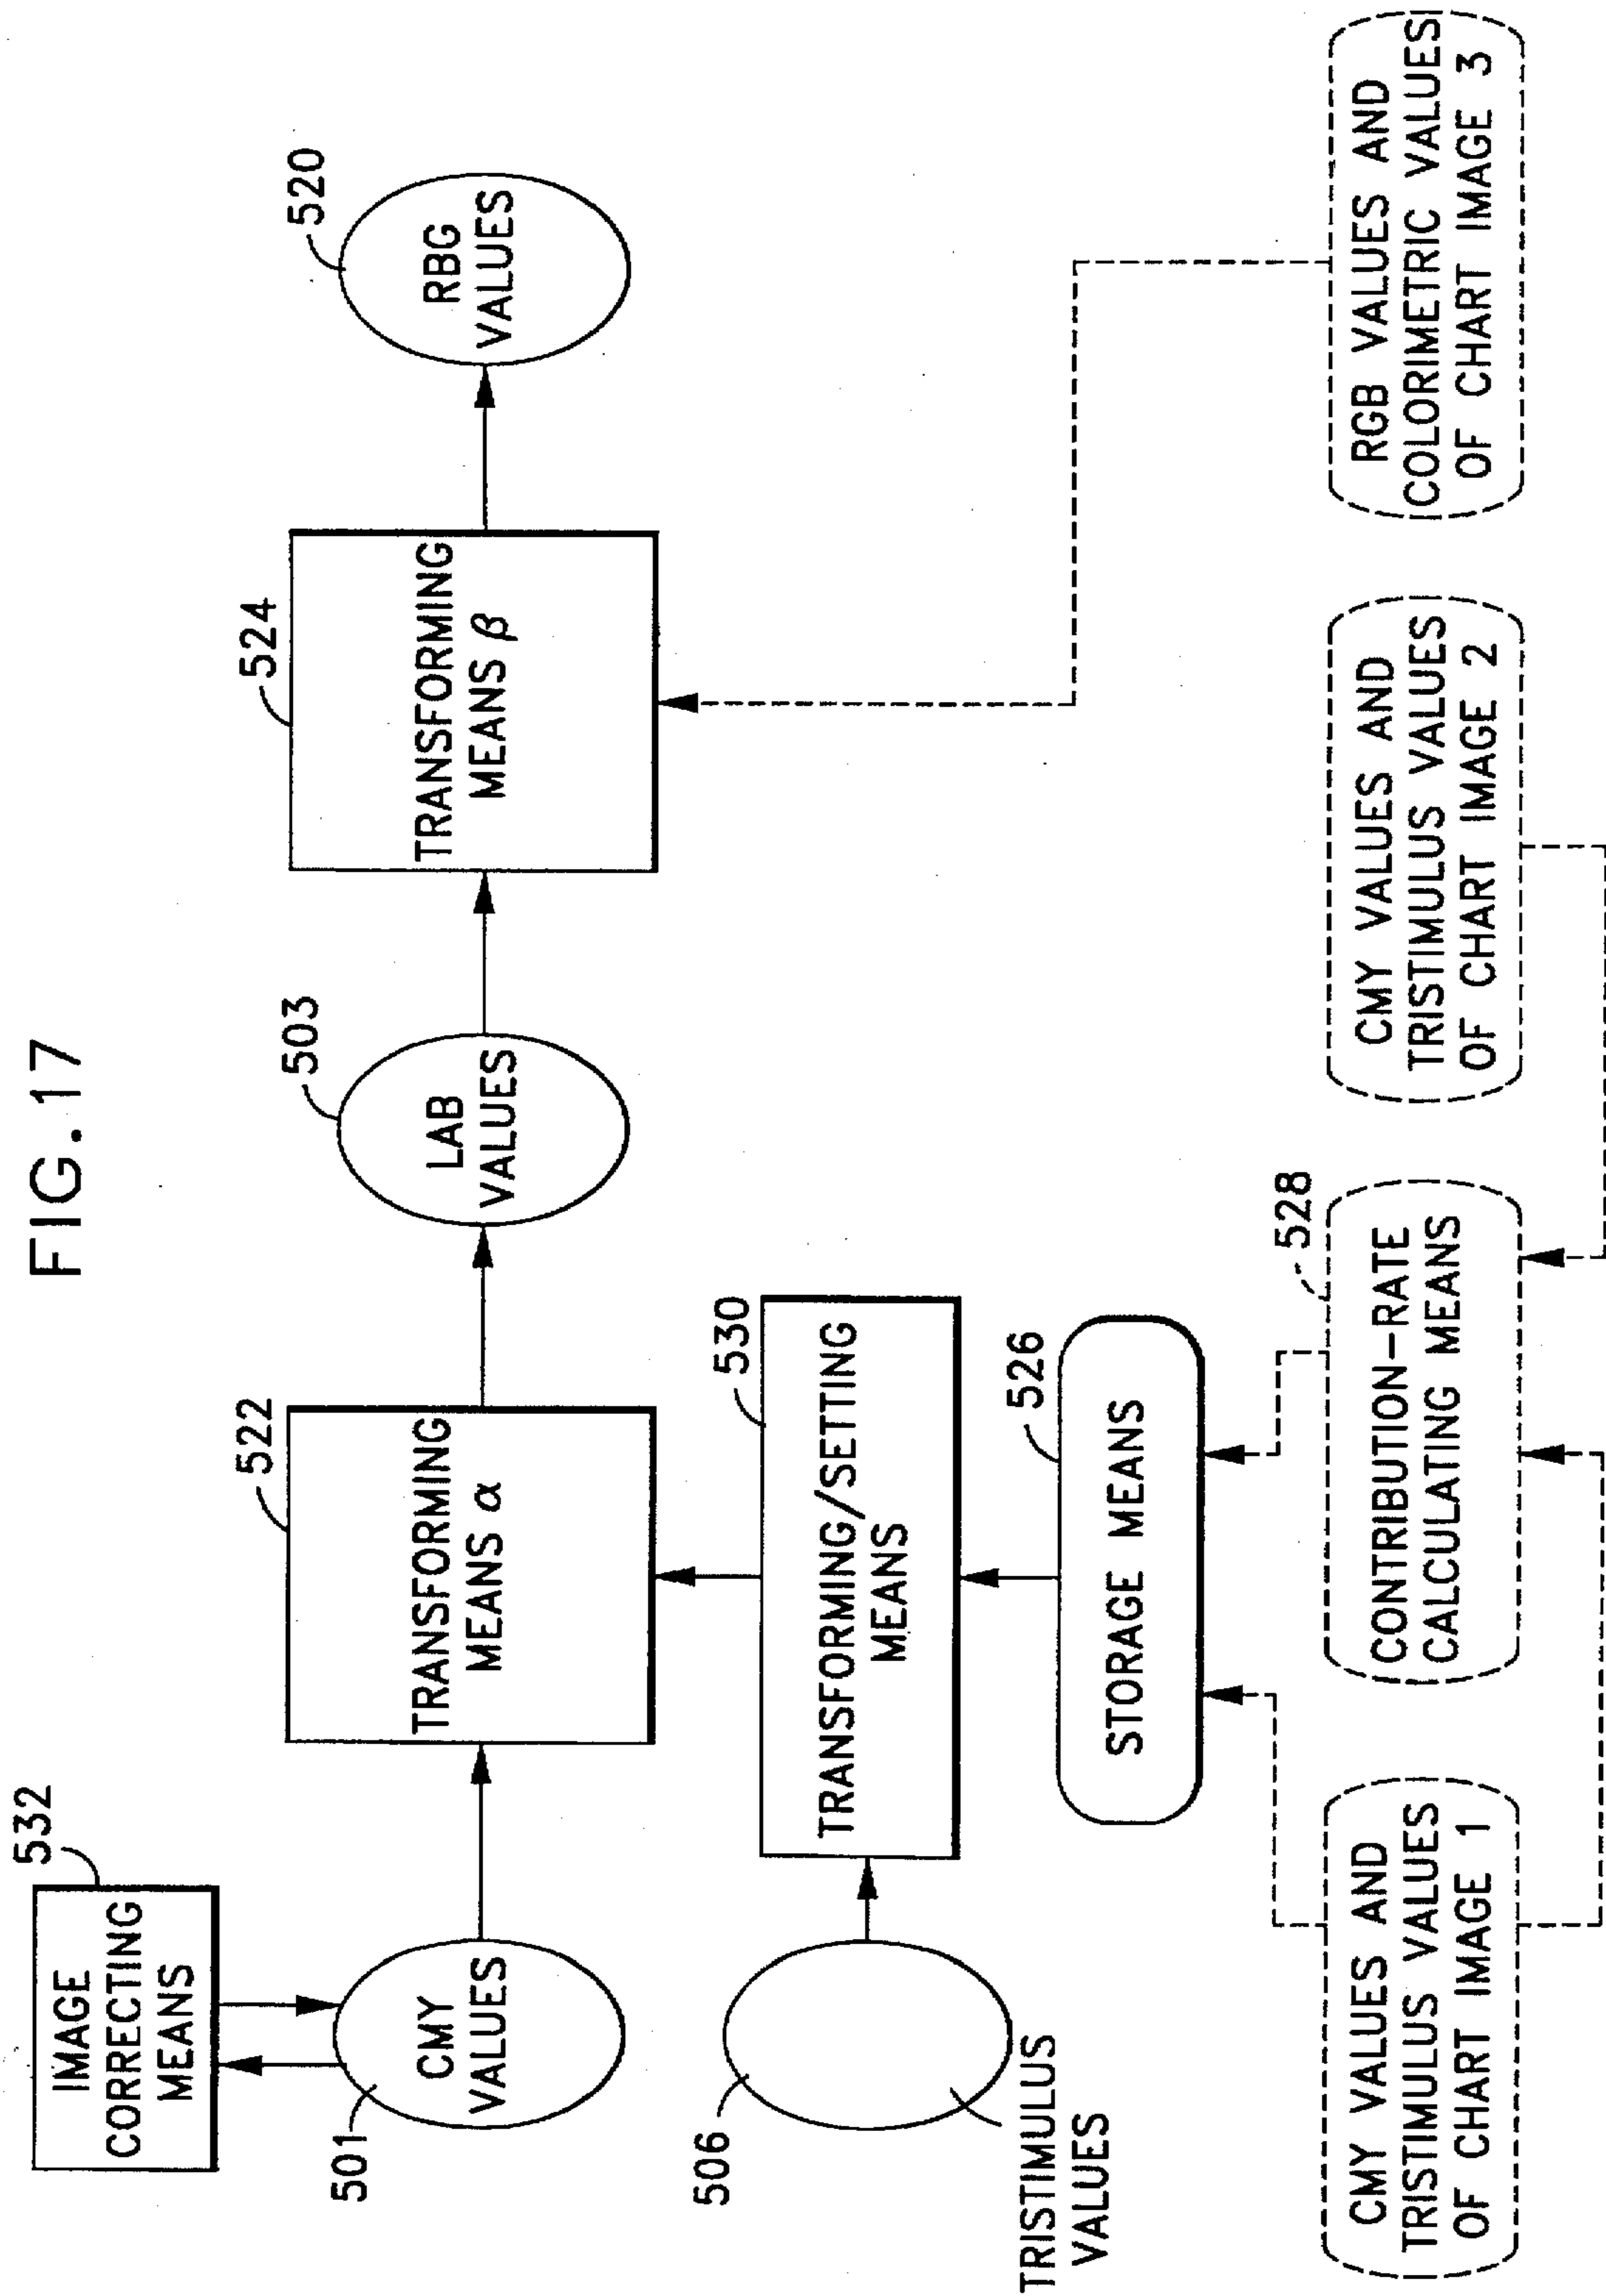 FIG.17
532
IMAGE
CORRECTING
MEANS
501
CMY
VALUES
522
TRANSFORMING
MEANS α
503
LAB
VALUES
524
TRANSFORMING
MEANS β
520
RBG
VALUES
506
TRISTIMULUS
VALUES
530
TRANSFORMING/SETTING
MEANS
526
STORAGE MEANS
528
CMY VALUES AND
TRISTIMULUS VALUES
OF CHART IMAGE 1
CONTRIBUTION-RATE
CALCULATING MEANS
CMY VALUES AND
TRISTIMULUS VALUES
OF CHART IMAGE 2
RGB VALUES AND
COLORIMETRIC VALUES
OF CHART IMAGE 3